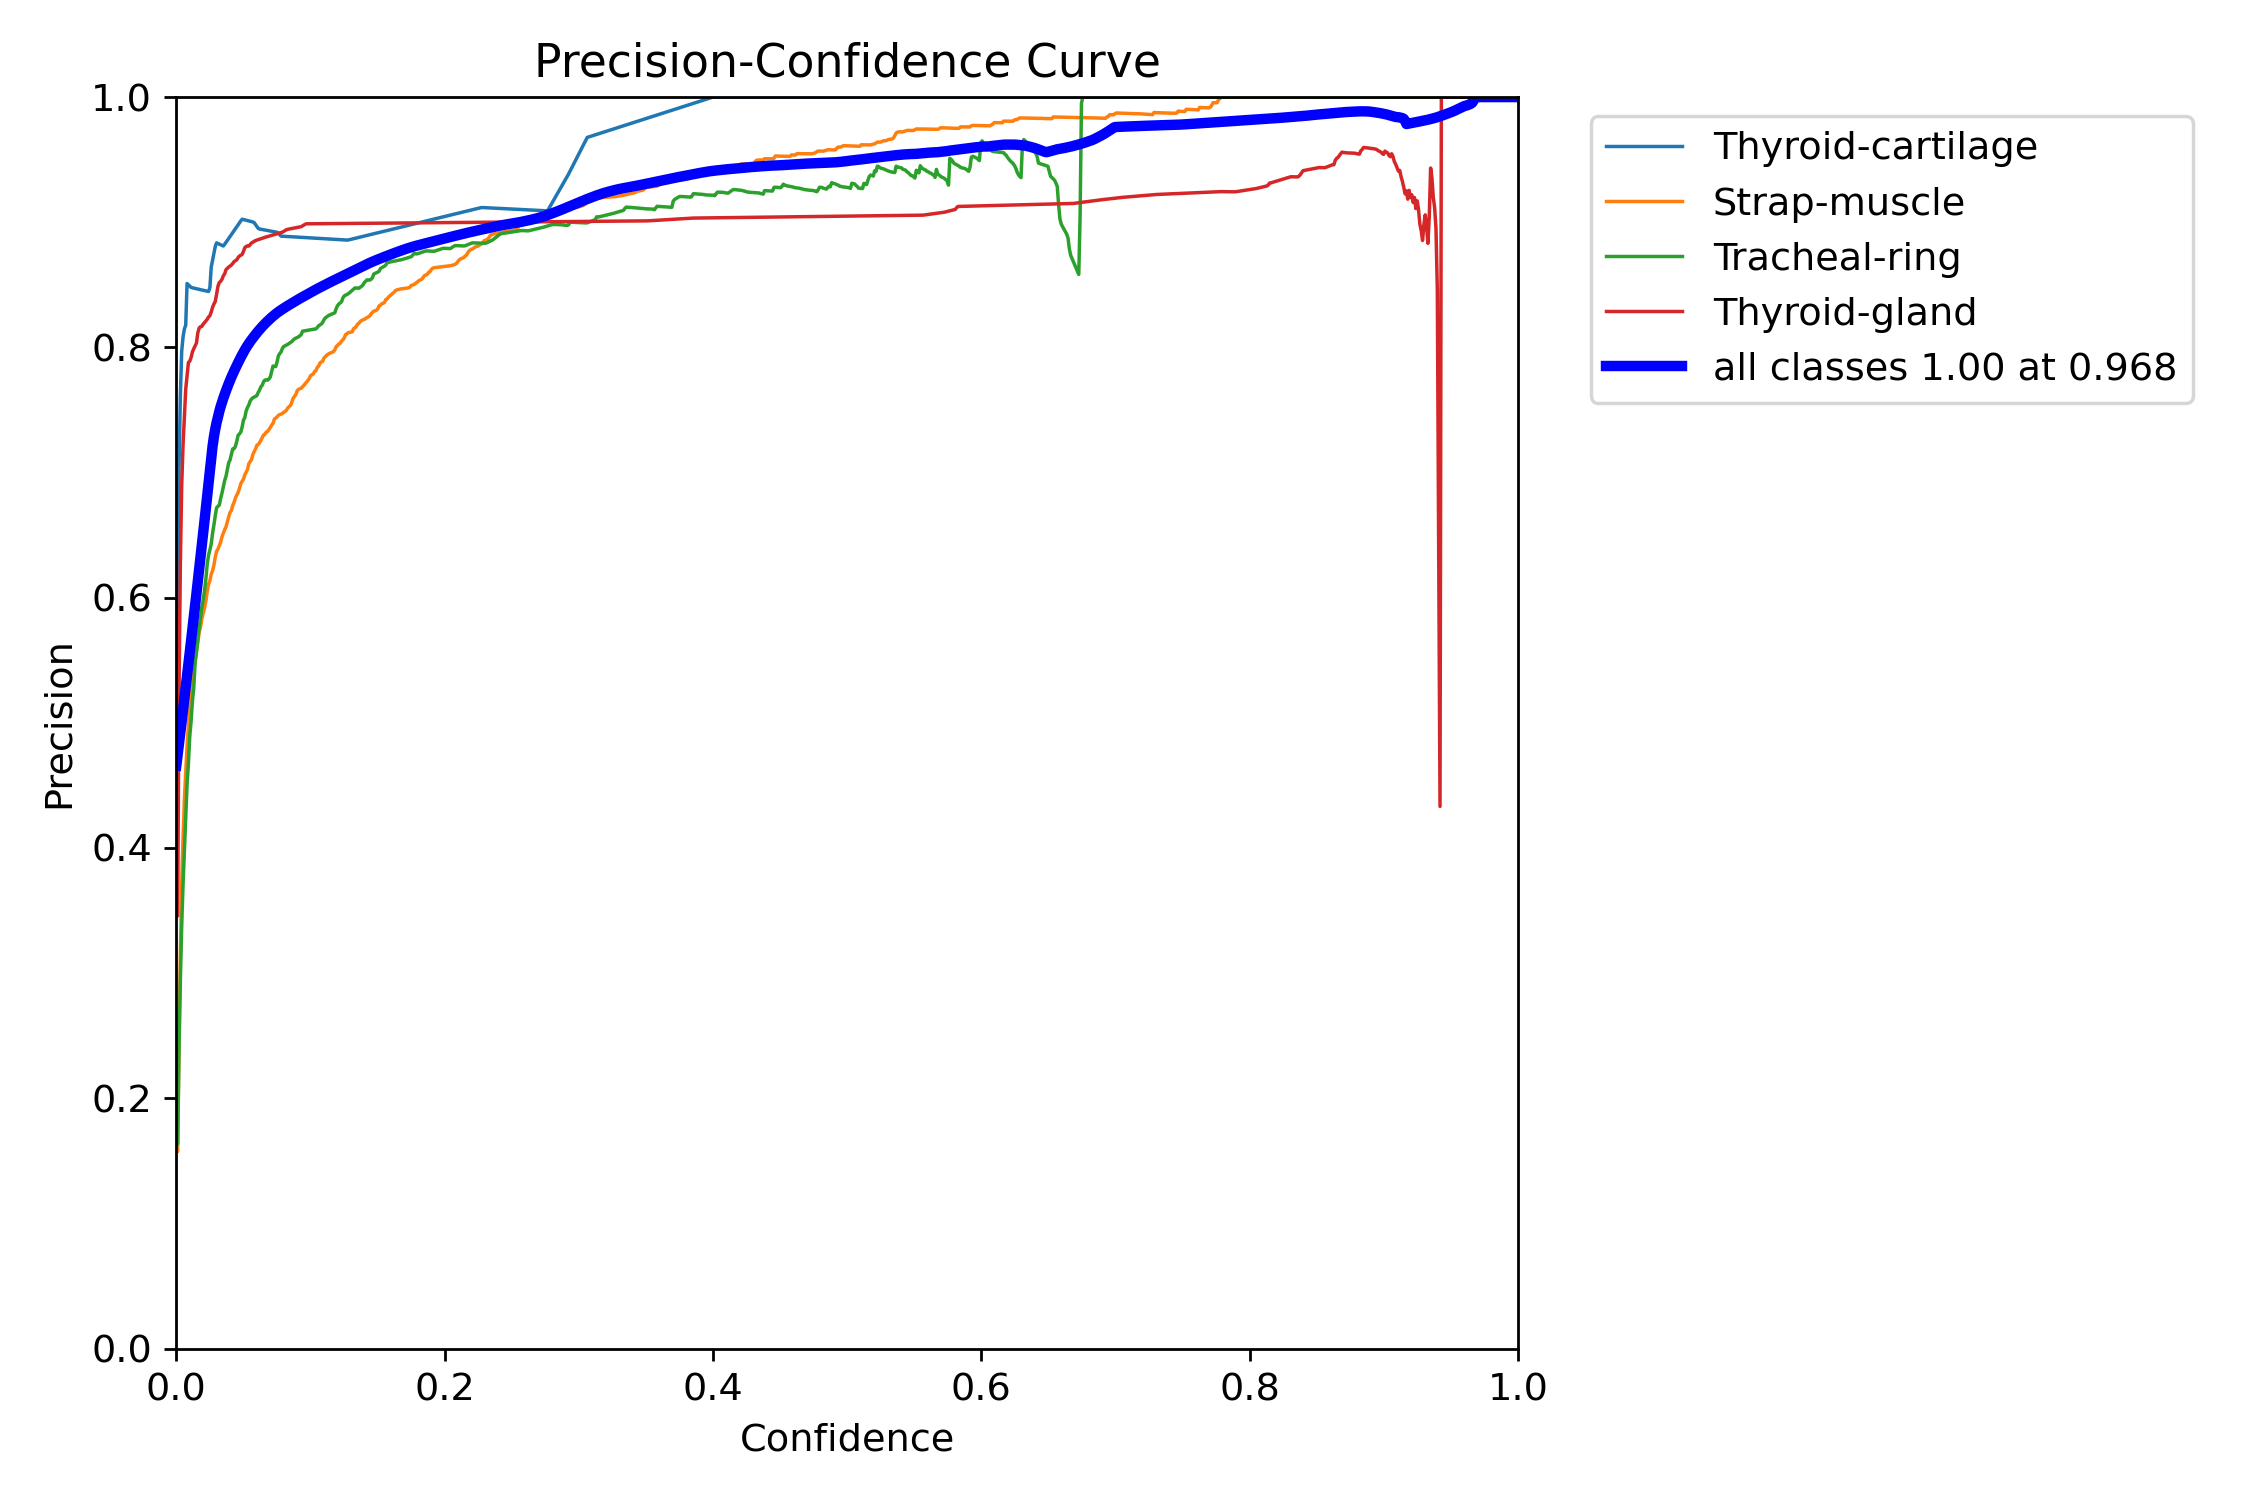 Precision-Confidence Curve
1.0
0.8
0.6
0.4
0.2
0.0
Precision
0.0 0.2 0.4 0.6 0.8 1.0
Confidence
Thyroid-cartilage
Strap-muscle
Tracheal-ring
Thyroid-gland
all classes 1.00 at 0.968